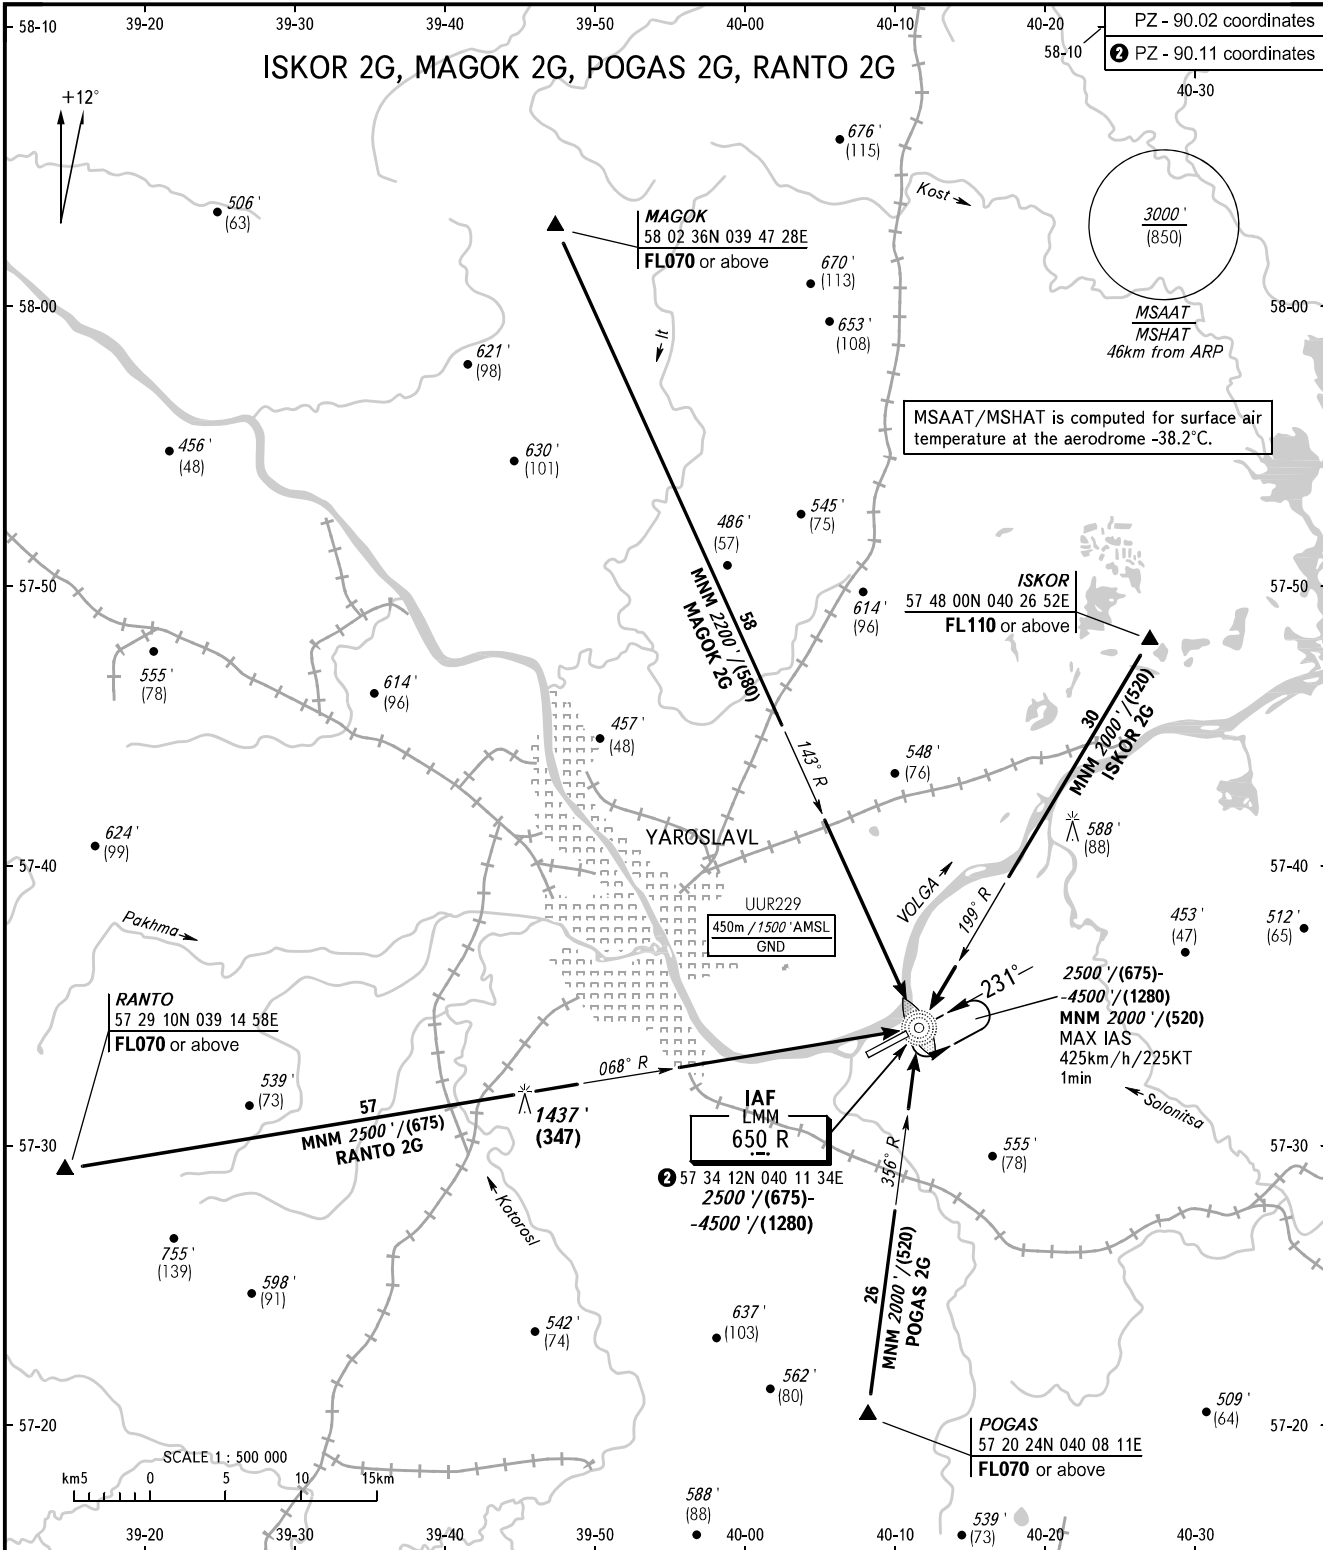 39-20 39-30 39-40 39-50 40-00 40-10 40-20
58-10
58-10
PZ - 90.02 coordinates
❷ PZ - 90.11 coordinates
40-30
ISKOR 2G, MAGOK 2G, POGAS 2G, RANTO 2G
+12°
676'
(115)
506'
(63)
Kost
3000'
(850)
MSAAT
MSHAT
46km from ARP
MAGOK
58 02 36N 039 47 28E
FL070 or above
670'
(113)
58-00
58-00
653'
(108)
It
621'
(98)
MSAAT/MSHAT is computed for surface air
temperature at the aerodrome -38.2°C.
456'
(48)
630'
(101)
545'
(75)
486'
(57)
57-50
57-50
ISKOR
57 48 00N 040 26 52E
FL110 or above
614'
(96)
58
MNM 2200'/(580)
MAGOK 2G
555'
(78)
614'
(96)
30
MNM 2000'/(520)
ISKOR 2G
457'
(48)
143° R
548'
(76)
588'
(88)
624'
(99)
YAROSLAVL
57-40
57-40
VOLGA
199° R
UUR229
450m/1500'AMSL
GND
Pakhma
453'
(47)
512'
(65)
231°
2500'/(675)-
-4500'/(1280)
MNM 2000'/(520)
MAX IAS
425km/h/225KT
1min
RANTO
57 29 10N 039 14 58E
FL070 or above
068° R
539'
(73)
57
MNM 2500'/(675)
RANTO 2G
1437'
(347)
IAF
LMM
650 R
❷ 57 34 12N 040 11 34E
2500'/(675)-
-4500'/(1280)
Solonitsa
57-30
57-30
356° R
555'
(78)
Kotorosl
755'
(139)
598'
(91)
26
MNM 2000'/(520)
POGAS 2G
542'
(74)
637'
(103)
562'
(80)
509'
(64)
57-20
57-20
POGAS
57 20 24N 040 08 11E
FL070 or above
SCALE 1 : 500 000
km5 0 5 10 15km
588'
(88)
539'
(73)
39-20 39-30 39-40 39-50 40-00 40-10 40-20 40-30